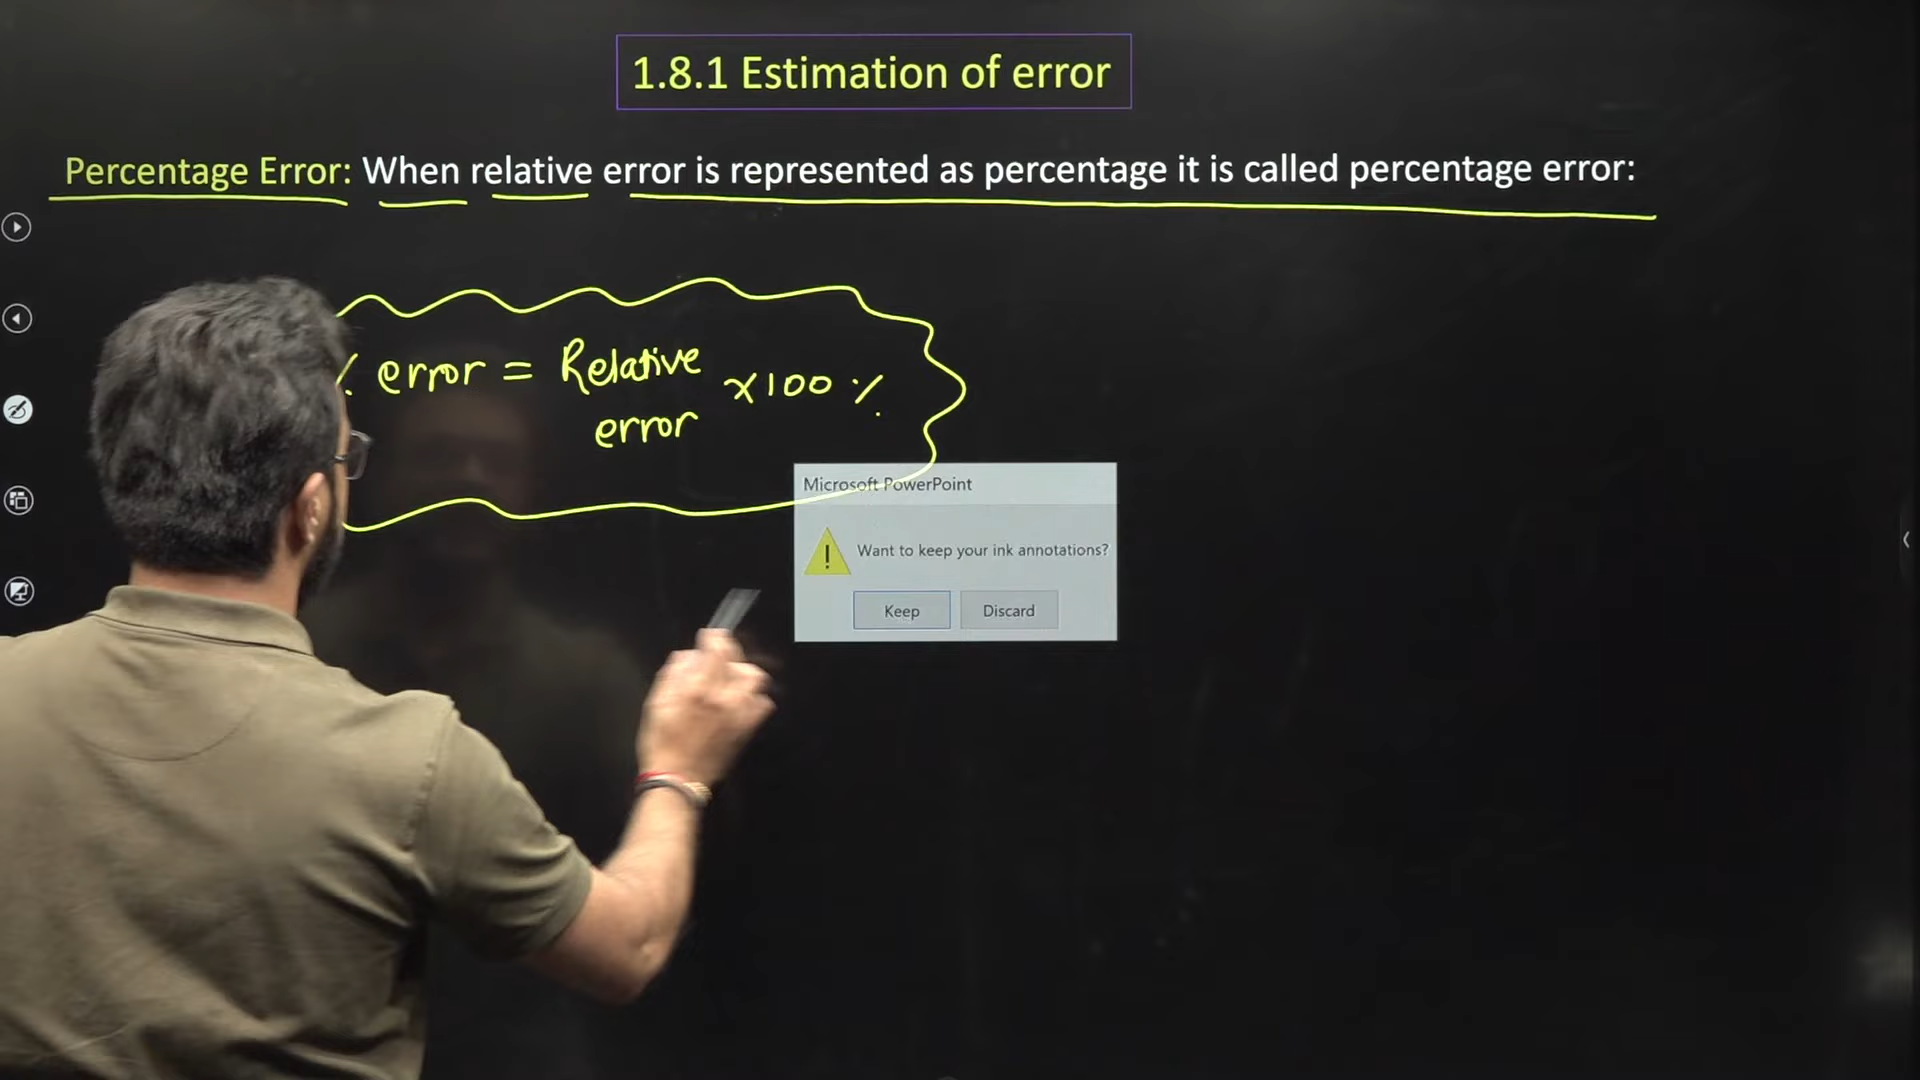 1.8.1 Estimation of error
Percentage Error: When relative error is represented as percentage it is called percentage error:
% error = Relative error ×100 %
Microsoft PowerPoint
Want to keep your ink annotations?
Keep Discard